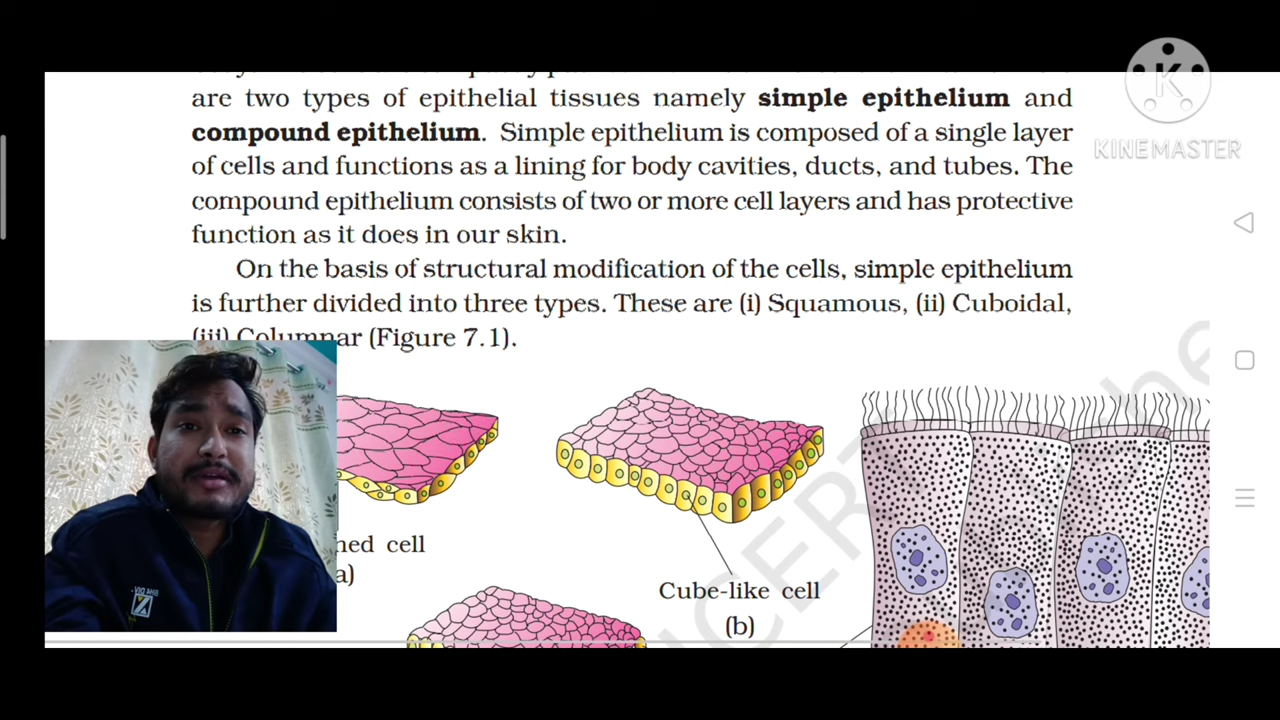 are two types of epithelial tissues namely simple epithelium and
compound epithelium. Simple epithelium is composed of a single layer
of cells and functions as a lining for body cavities, ducts, and tubes. The
compound epithelium consists of two or more cell layers and has protective
function as it does in our skin.
On the basis of structural modification of the cells, simple epithelium
is further divided into three types. These are (i) Squamous, (ii) Cuboidal,
(iii) Columnar (Figure 7.1).
K
KINEMASTER
cell
Cube-like cell
(b)
NCERT